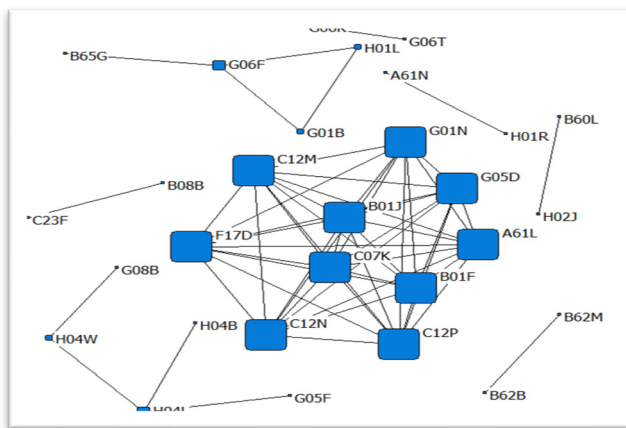 G06T
H01L
B65G
G06F
A61N
G01B
G01N
H01R
B60L
C12M
G05D
B08B
B01J
C23F
H02J
F17D
A61L
C07K
G08B
B01F
C12N
H04B
C12P
B62M
H04W
B62B
G05F